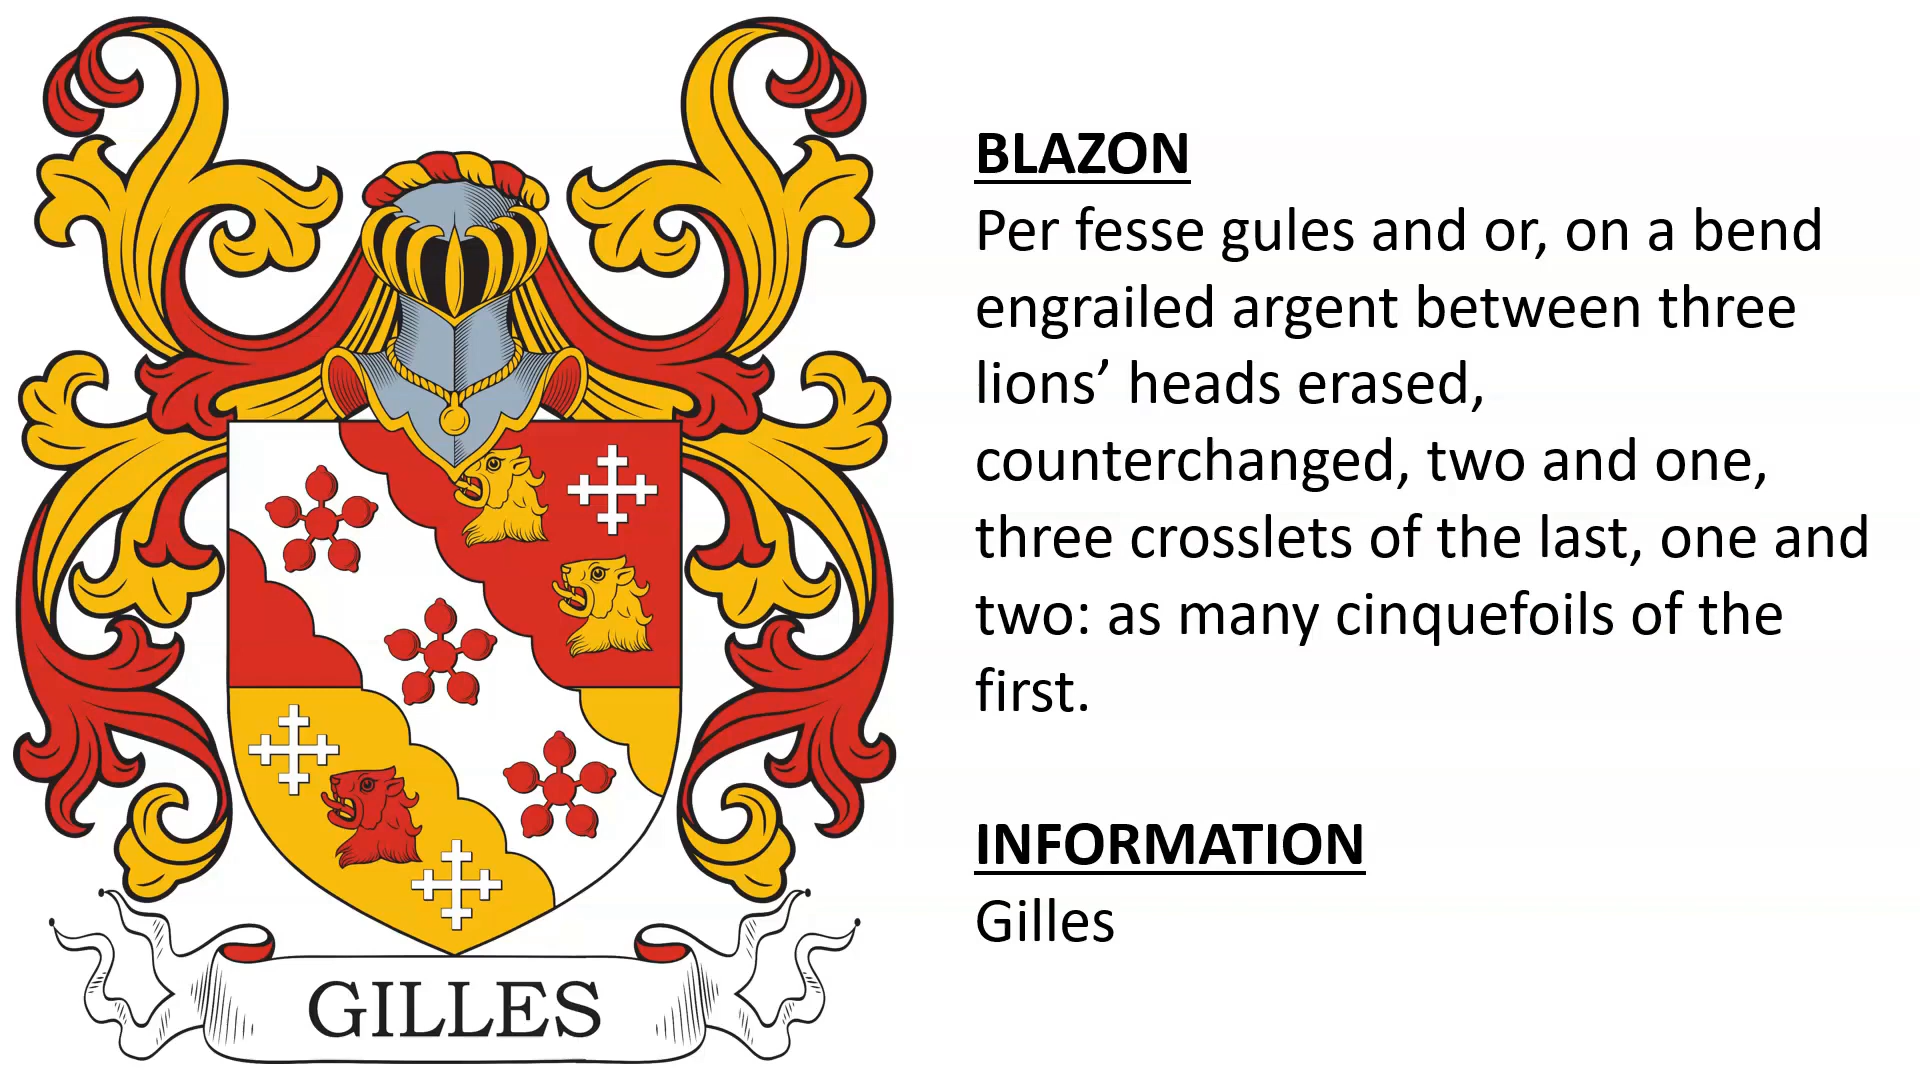 BLAZON
Per fesse gules and or, on a bend
engrailed argent between three
lions’ heads erased,
counterchanged, two and one,
three crosslets of the last, one and
two: as many cinquefoils of the
first.
INFORMATION
Gilles
GILLES